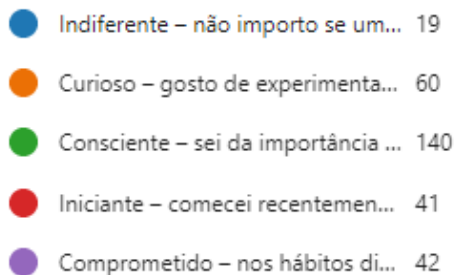 Indiferente – não importo se um... 19
Curioso – gosto de experimenta... 60
Consciente – sei da importância ... 140
Iniciante – comecei recentemen... 41
Comprometido – nos hábitos di... 42